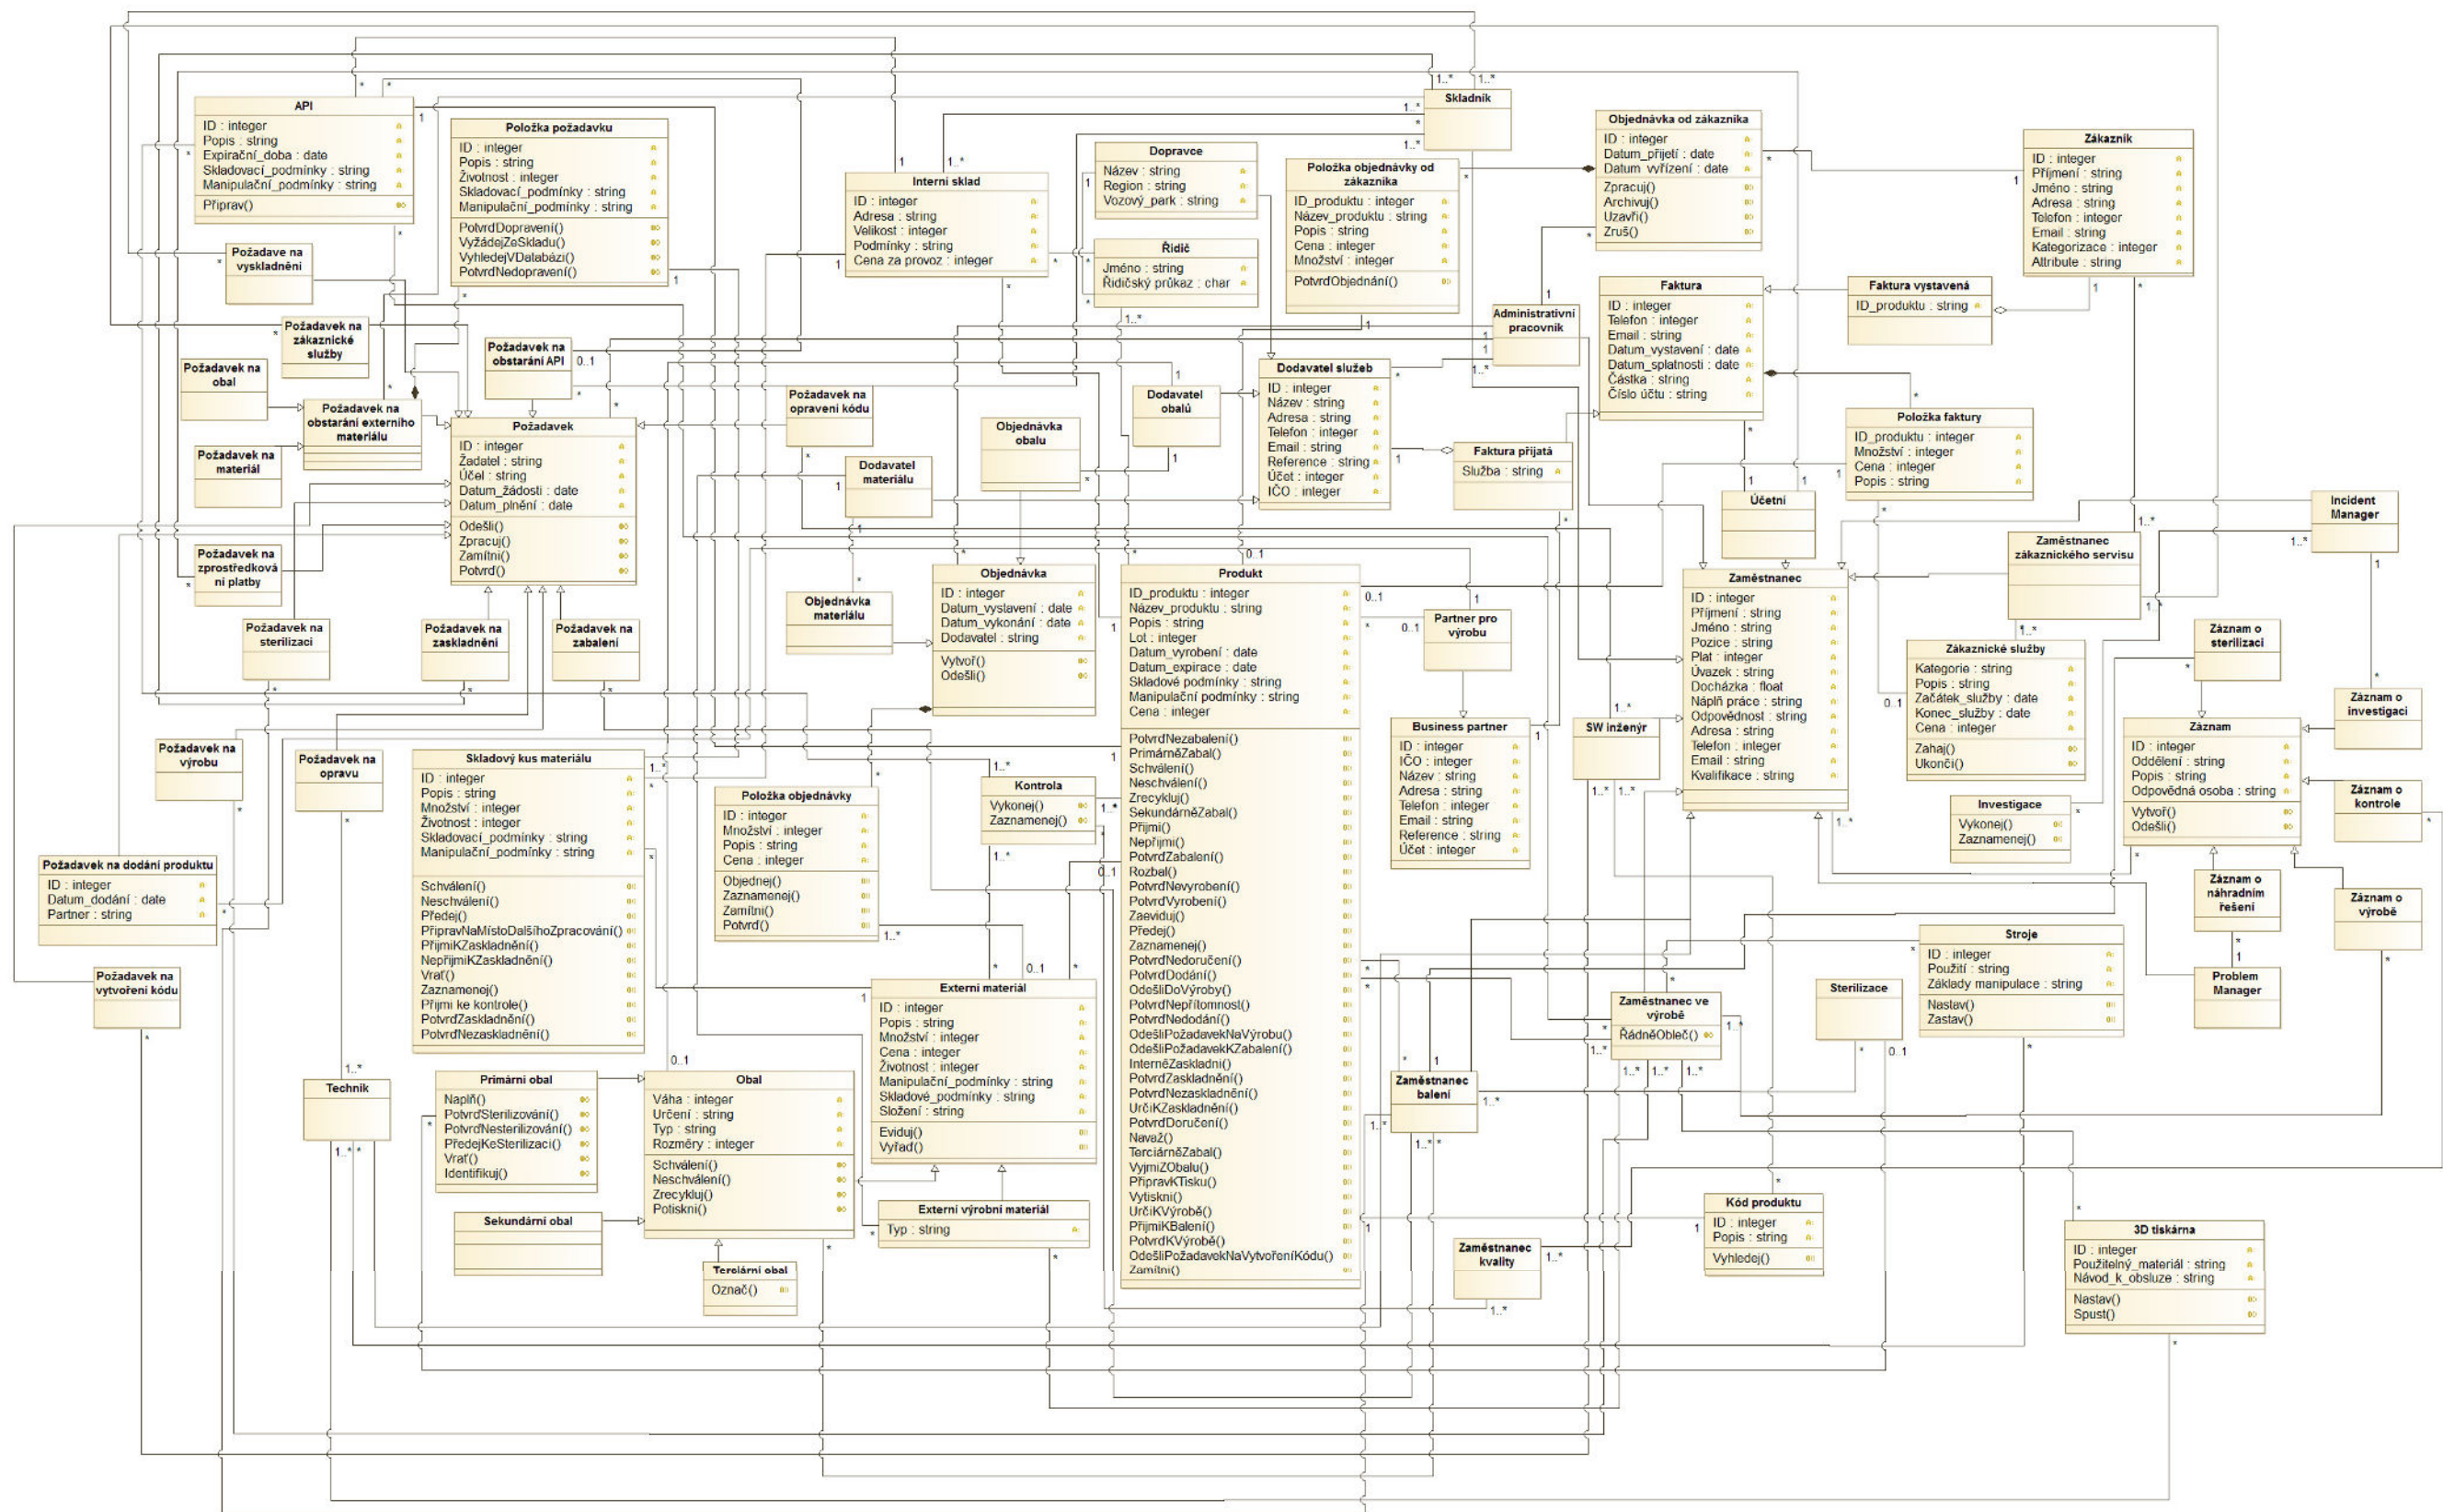 API
ID : integer
Popis : string
Expirační_doba : date
Skladovací_podmínky : string
Manipulační_podmínky : string
Připrav()
Položka požadavku
ID : integer
Popis : string
Životnost : integer
Skladovací_podmínky : string
Manipulační_podmínky : string
PotvrdDopravení()
VyžádejZeSkladu()
VyhledejVDatabázi()
PotvrdNedopravení()
Interní sklad
ID : integer
Adresa : string
Velikost : integer
Podmínky : string
Cena za provoz : integer
Dopravce
Název : string
Region : string
Vozový_park : string
Řidič
Jméno : string
Řidičský průkaz : char
Skladník
Položka objednávky od
zákazníka
ID_produktu : integer
Název_produktu : string
Popis : string
Cena : integer
Množství : integer
PotvrdObjednání()
Objednávka od zákazníka
ID : integer
Datum_přijetí : date
Datum_vyřízení : date
Zpracuj()
Archivuj()
Uzavři()
Zruš()
Zákazník
ID : integer
Příjmení : string
Jméno : string
Adresa : string
Telefon : integer
Email : string
Kategorizace : integer
Attribute : string
Požadave na
vyskladnění
Požadavek na
zákaznické
služby
Požadavek na
obal
Požadavek na
obstarání externího
materiálu
Požadavek na
materiál
Požadavek na
obstarání API
0..1
Požadavek
ID : integer
Žadatel : string
Účel : string
Datum_žádosti : date
Datum_plnění : date
Odešli()
Zpracuj()
Zamítni()
Potvrď()
Požadavek na
opravení kódu
Dodavatel
materiálu
Objednávka
obalu
Dodavatel
obalů
Dodavatel služeb
ID : integer
Název : string
Adresa : string
Telefon : integer
Email : string
Reference : string
Účet : integer
IČO : integer
Administrativní
pracovník
Faktura
ID : integer
Telefon : integer
Email : string
Datum_vystavení : date
Datum_splatnosti : date
Částka : string
Číslo účtu : string
Faktura vystavená
ID_produktu : string
Faktura přijatá
Služba : string
Položka faktury
ID_produktu : integer
Množství : integer
Cena : integer
Popis : string
Účetní
Incident
Manager
Zaměstnanec
zákaznického servisu
Požadavek na
zprostředková
ní platby
Požadavek na
sterilizaci
Požadavek na
zaskladnění
Požadavek na
zabalení
Objednávka
materiálu
Objednávka
ID : integer
Datum_vystavení : date
Datum_vykonání : date
Dodavatel : string
Vytvoř()
Odešli()
Produkt
ID_produktu : integer
Název_produktu : string
Popis : string
Lot : integer
Datum_vyrobení : date
Datum_expirace : date
Skladové podmínky : string
Manipulační podmínky : string
Cena : integer
PotvrdNezabalení()
PrimárněZabal()
Schválení()
Neschválení()
Zrecykluj()
SekundárněZabal()
Přijmi()
Nepřijmi()
PotvrdZabalení()
Rozbal()
PotvrdNevyrobení()
PotvrdVyrobení()
Zaeviduj()
Předej()
Zaznamenej()
PotvrdNedoručení()
PotvrdDodání()
OdešliDoVýroby()
PotvrdNepřítomnost()
PotvrdNedodání()
OdešliPožadavekNaVýrobu()
OdešliPožadavekKZabalení()
InterněZaskladni()
PotvrdZaskladnění()
PotvrdNezaskladnění()
UrčiKZaskladnění()
PotvrdDoručení()
Navaž()
TerciárněZabal()
VyjmiZObalu()
PřipravKTisku()
Vytiskni()
UrčiKVýrobě()
PřijmiKBalení()
PotvrdKVýrobě()
OdešliPožadavekNaVytvořeníKódu()
Zamítni()
Partner pro
výrobu
Business partner
ID : integer
IČO : integer
Název : string
Adresa : string
Telefon : integer
Email : string
Reference : string
Účet : integer
SW inženýr
Zaměstnanec
ID : integer
Příjmení : string
Jméno : string
Pozice : string
Plat : integer
Úvazek : string
Docházka : float
Náplň práce : string
Odpovědnost : string
Adresa : string
Telefon : integer
Email : string
Kvalifikace : string
Zákaznické služby
Kategorie : string
Popis : string
Začátek_služby : date
Konec_služby : date
Cena : integer
Zahaj()
Ukonči()
Záznam o
sterilizaci
Záznam o
investigaci
Záznam
ID : integer
Oddělení : string
Popis : string
Odpovědná osoba : string
Vytvoř()
Odešli()
Záznam o
kontrole
Investigace
Vykonej()
Zaznamenej()
Záznam o
náhradním
řešení
Záznam o
výrobě
Požadavek na
výrobu
Požadavek na
opravu
Skladový kus materiálu
ID : integer
Popis : string
Množství : integer
Životnost : integer
Skladovací_podmínky : string
Manipulační_podmínky : string
Schválení()
Neschválení()
Předej()
PřipravNaMístoDalšíhoZpracování()
PřijmiKZaskladnění()
NepřijmiKZaskladnění()
Vrať()
Zaznamenej()
Přijmi ke kontrole()
PotvrdZaskladnění()
PotvrdNezaskladnění()
Položka objednávky
ID : integer
Množství : integer
Popis : string
Cena : integer
Objednej()
Zaznamenej()
Zamítni()
Potvrď()
Kontrola
Vykonej()
Zaznamenej()
Požadavek na dodání produktu
ID : integer
Datum_dodání : date
Partner : string
Požadavek na
vytvoření kódu
Externí materiál
ID : integer
Popis : string
Množství : integer
Cena : integer
Životnost : integer
Manipulační_podmínky : string
Skladové_podmínky : string
Složení : string
Eviduj()
Vyřaď()
Stroje
ID : integer
Použití : string
Základy manipulace : string
Nastav()
Zastav()
Problem
Manager
Sterilizace
Zaměstnanec ve
výrobě
ŘádněObleč()
Zaměstnanec
balení
Technik
Primární obal
Naplň()
PotvrdSterilizování()
PotvrdNesterilizování()
PředejKeSterilizaci()
Vrať()
Identifikuj()
Obal
Váha : integer
Určení : string
Typ : string
Rozměry : integer
Schválení()
Neschválení()
Zrecykluj()
Potiskni()
Sekundární obal
Terciární obal
Označ()
Externí výrobní materiál
Typ : string
Zaměstnanec
kvality
Kód produktu
ID : integer
Popis : string
Vyhledej()
3D tiskárna
ID : integer
Použitelný_materiál : string
Návod_k_obsluze : string
Nastav()
Spusť()